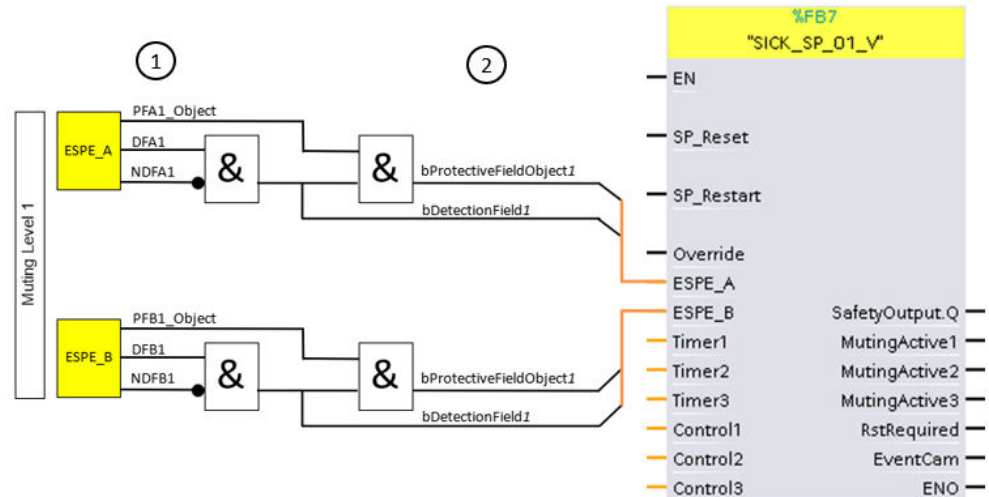 1
2
%FB7
"SICK_SP_01_V"
EN
SP_Reset
SP_Restart
Override
ESPE_A
ESPE_B
Timer1
Timer2
Timer3
Control1
Control2
Control3
SafetyOutput.Q
MutingActive1
MutingActive2
MutingActive3
RstRequired
EventCam
ENO
Muting Level 1
ESPE_A
PFA1_Object
DFA1
NDFA1
&
&
bProtectiveFieldObject1
bDetectionField1
ESPE_B
PFB1_Object
DFB1
NDFB1
&
&
bProtectiveFieldObject1
bDetectionField1